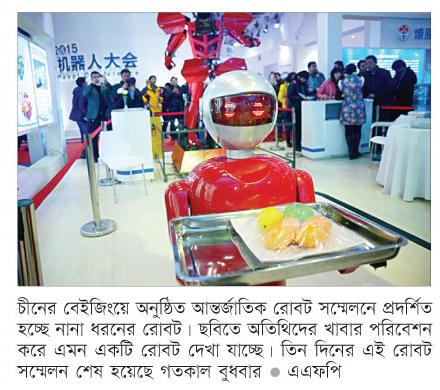 2015
机器人大会
চীনের বেইজিংয়ে অনুষ্ঠিত আন্তর্জাতিক রোবট সম্মেলনে প্রদর্শিত
হচ্ছে নানা ধরনের রোবট। ছবিতে অতিথিদের খাবার পরিবেশন
করে এমন একটি রোবট দেখা যাচ্ছে। তিন দিনের এই রোবট
সম্মেলন শেষ হয়েছে গতকাল বুধবার ● এএফপি